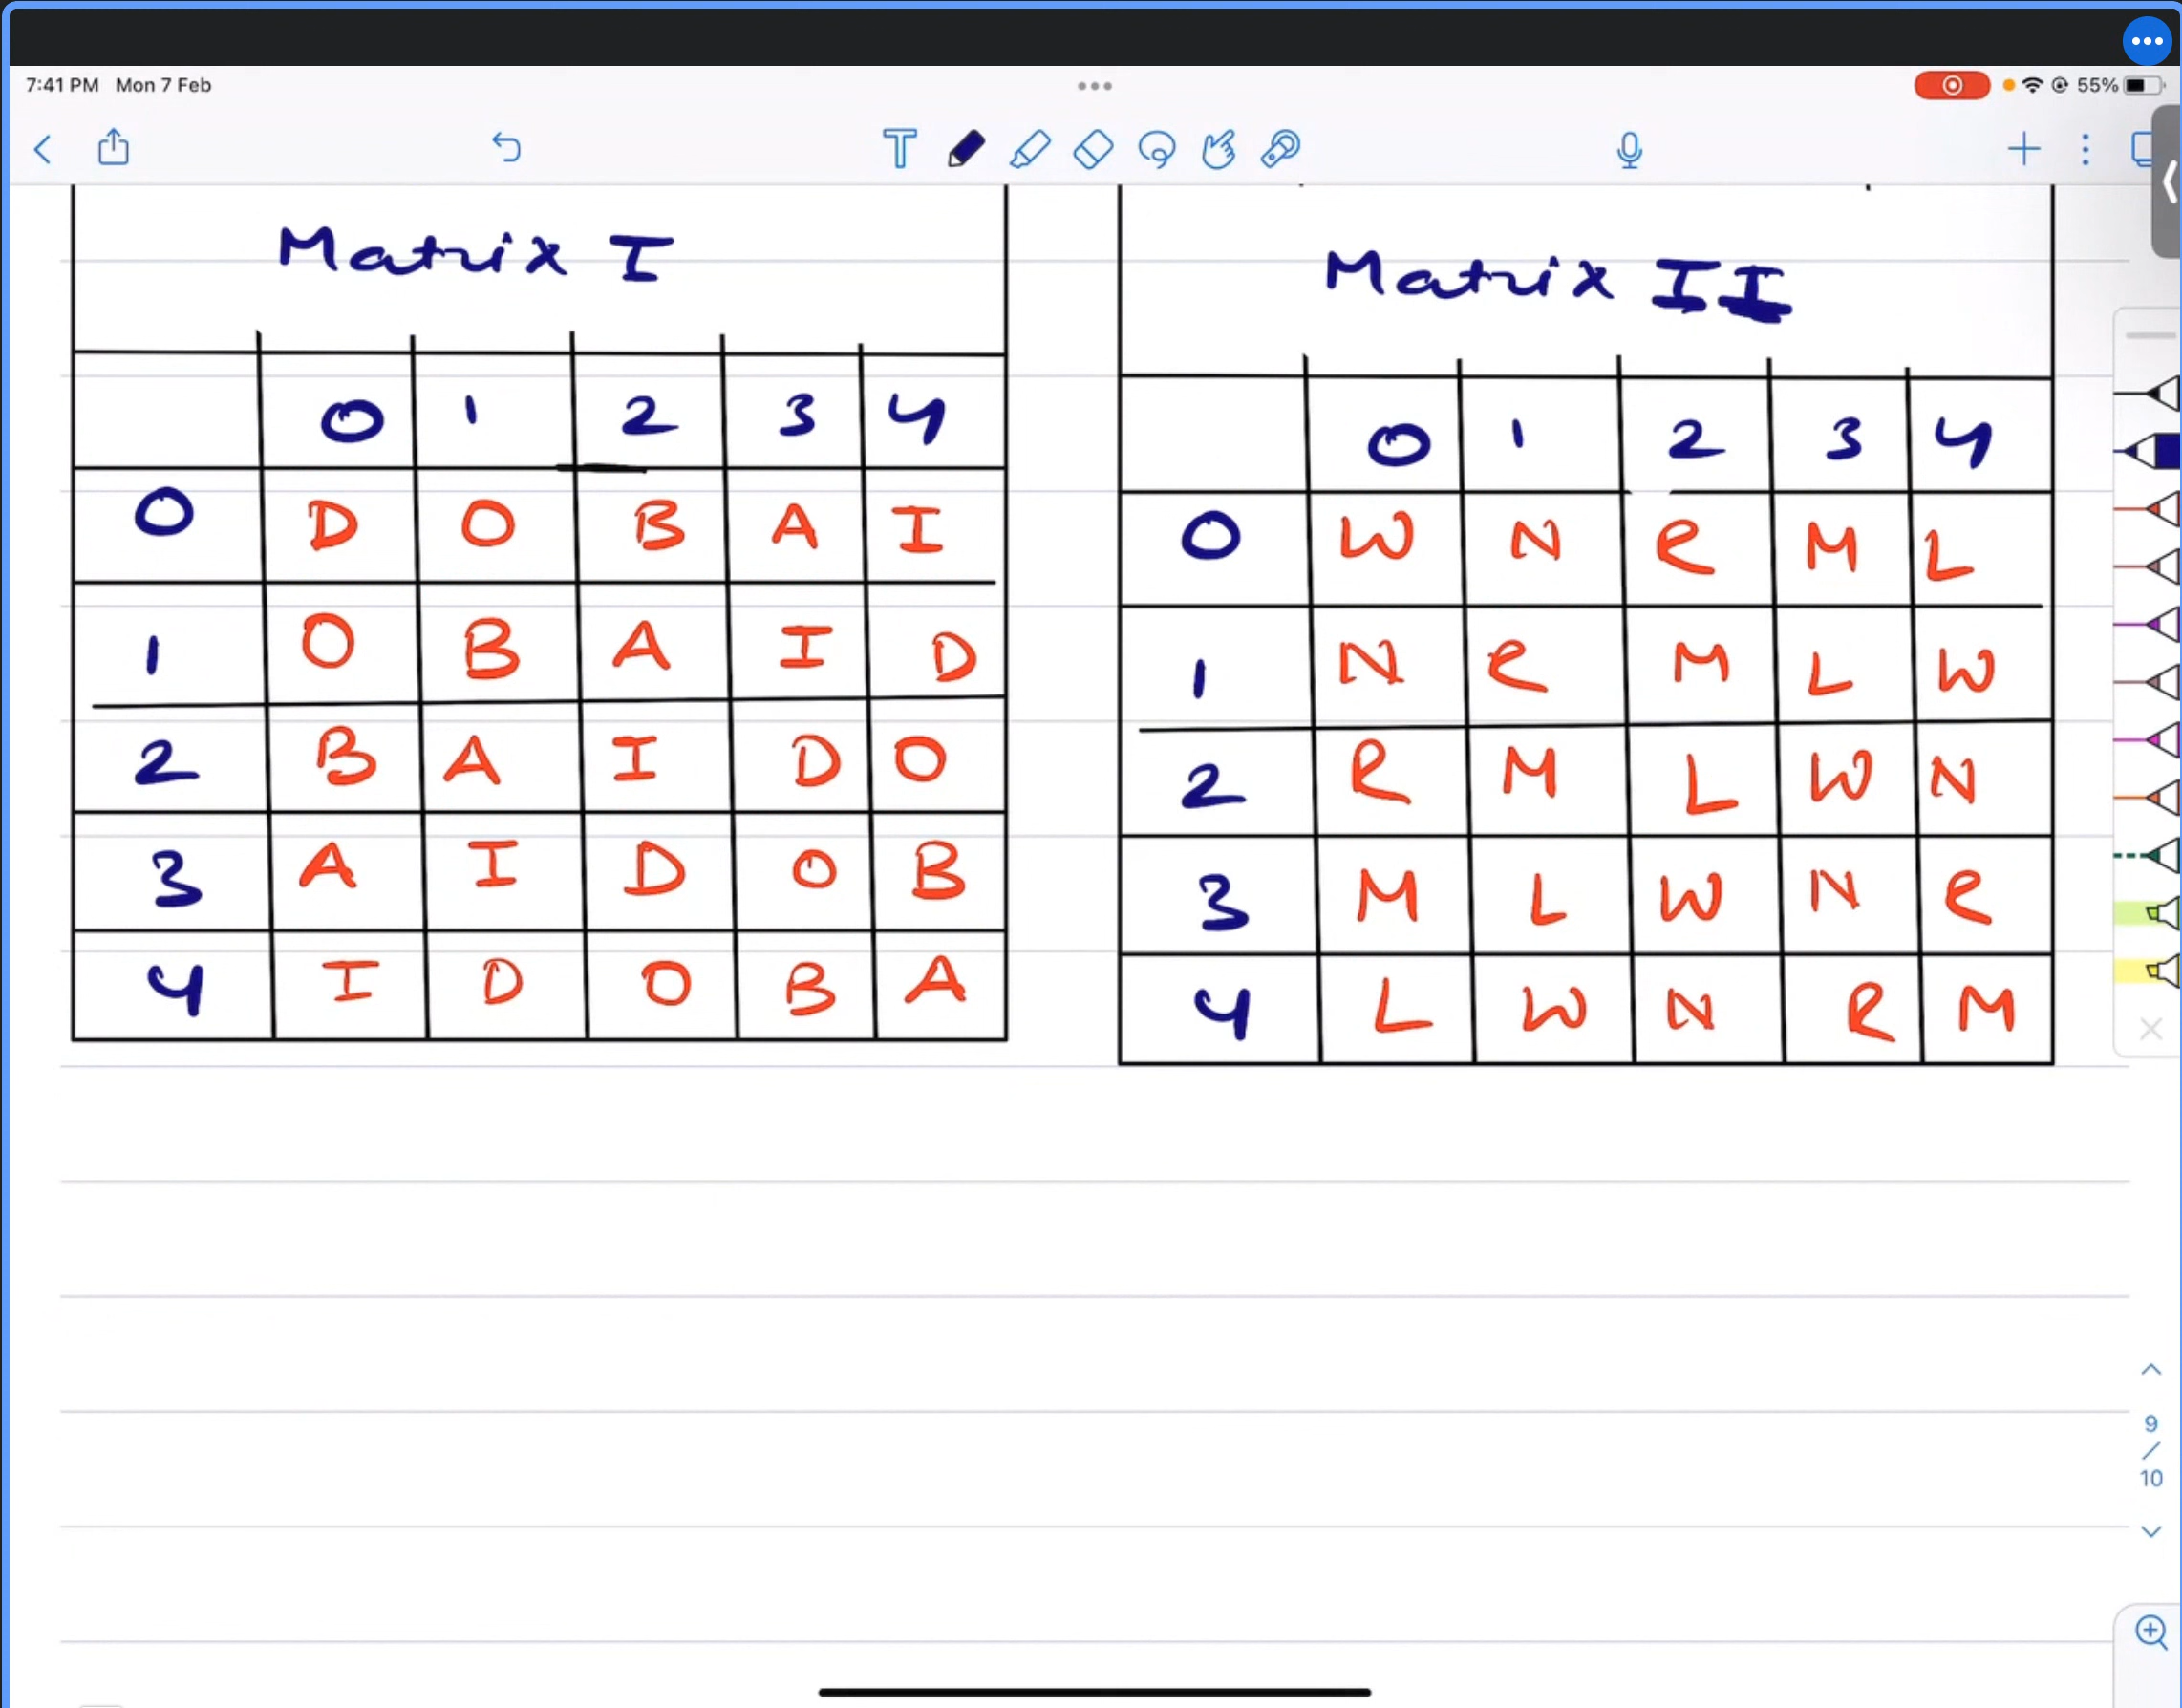 7:41 PM Mon 7 Feb
55%
Matrix I
0 1 2 3 4
0 D O B A I
1 O B A I D
2 B A I D O
3 A I D O B
4 I D O B A
Matrix II
0 1 2 3 4
0 W N R M L
1 N R M L W
2 R M L W N
3 M L W N R
4 L W N R M
9
/
10